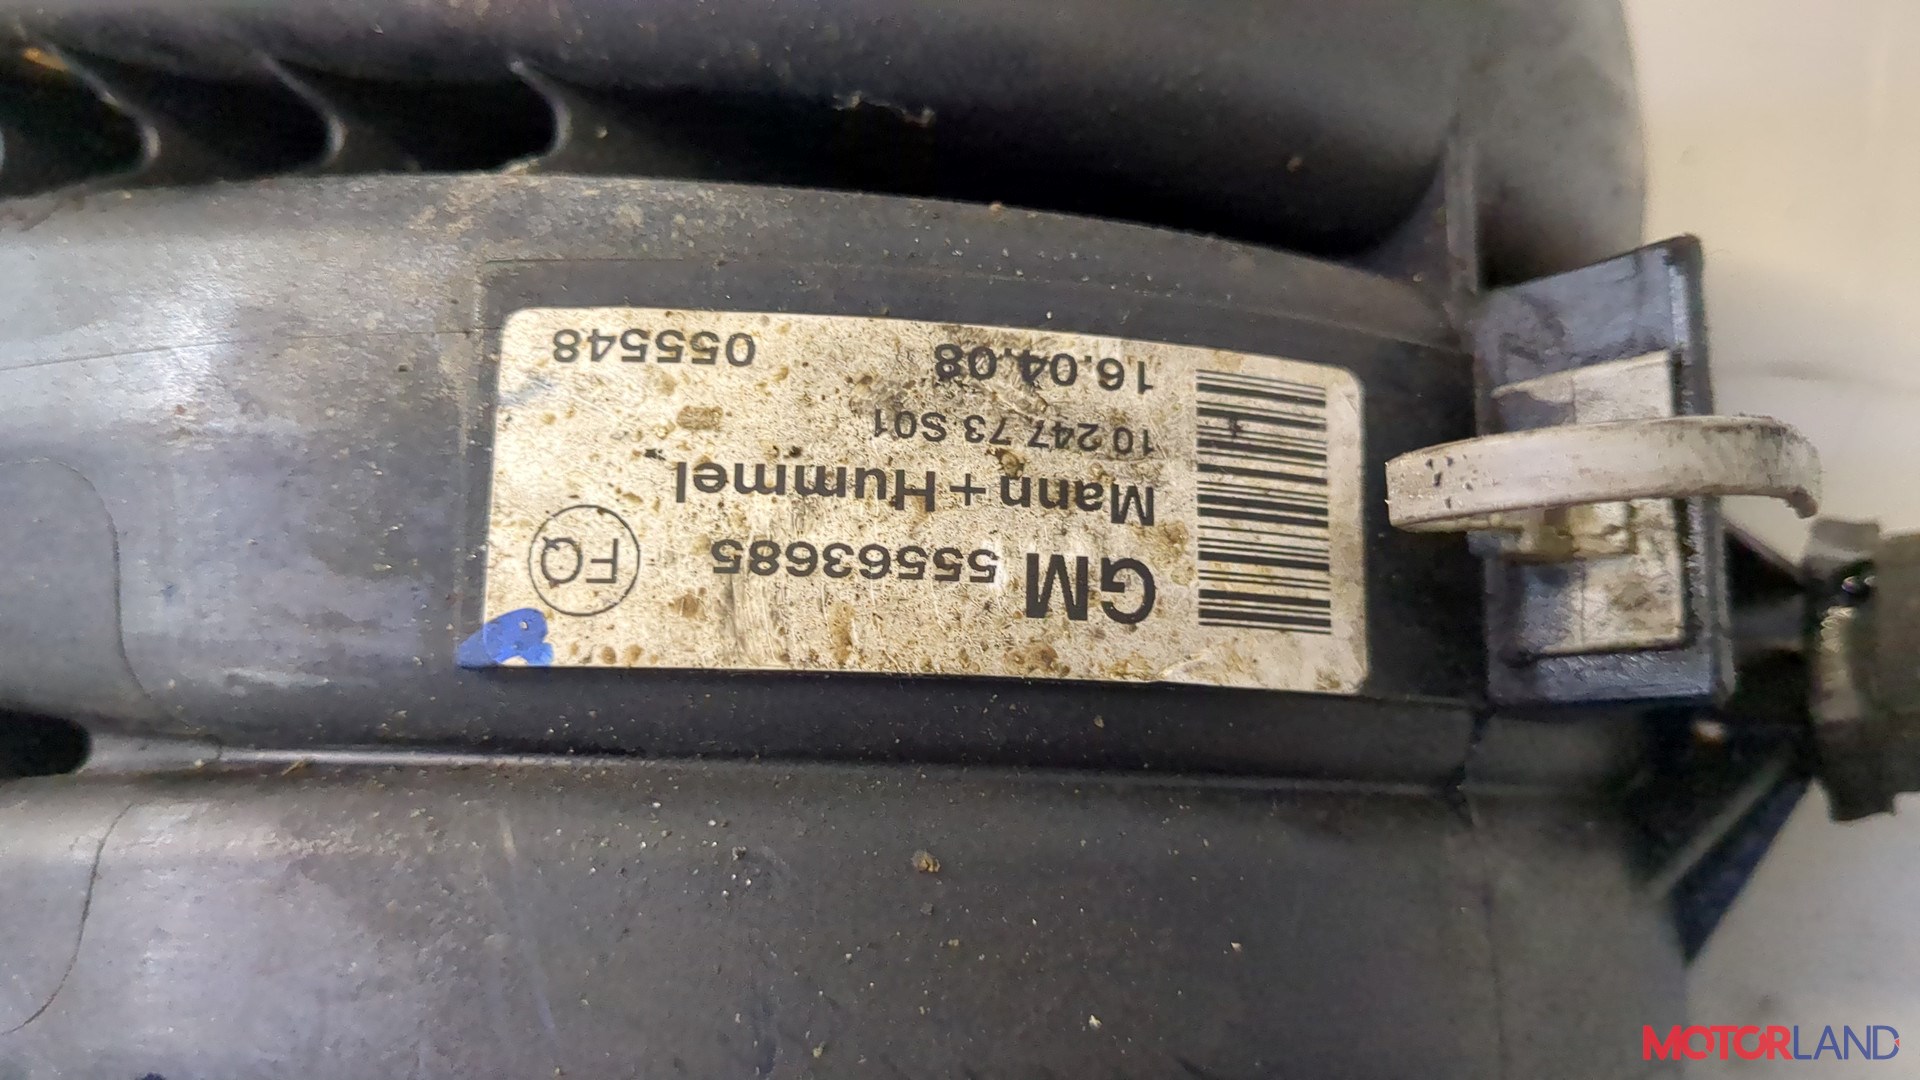 GM 55563685
FQ
Mann+Hummel
10 247 73 S01
16.04.08 055548
MOTORLAND